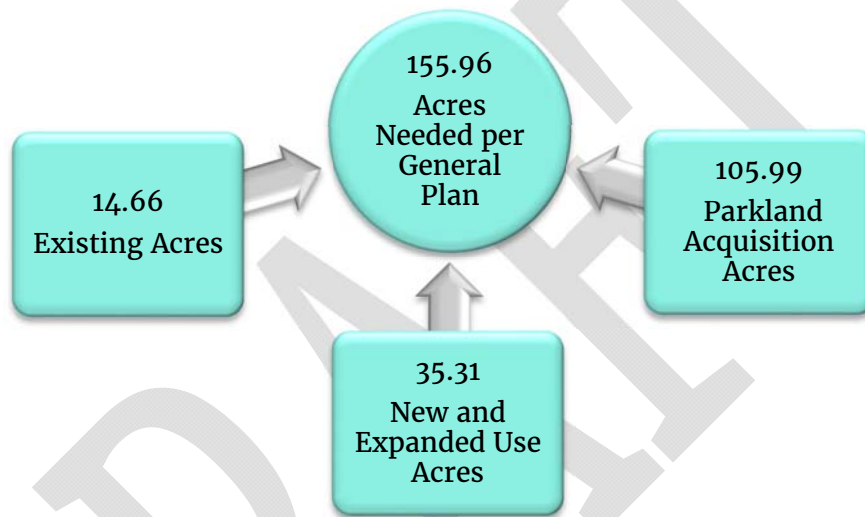 155.96
Acres
Needed per
General
Plan
14.66
Existing Acres
105.99
Parkland
Acquisition
Acres
35.31
New and
Expanded Use
Acres
DRAFT